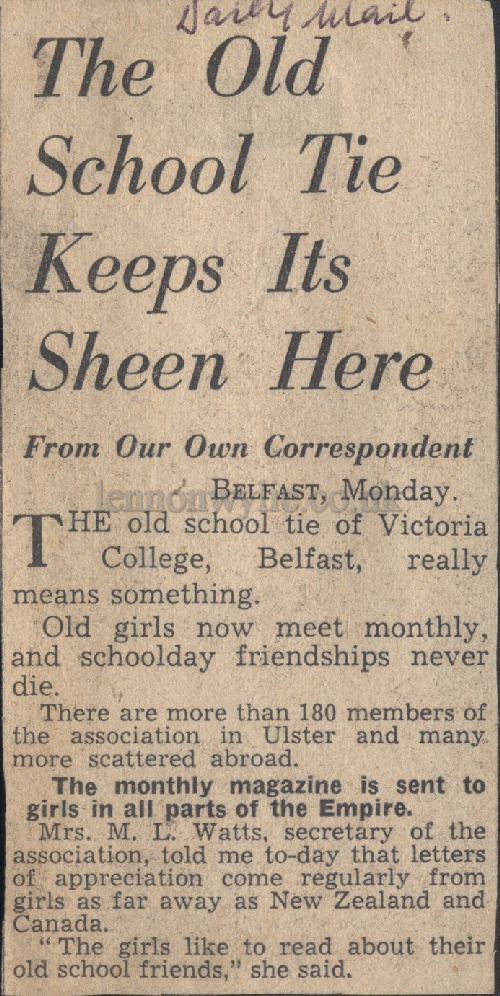 Daily Mail.
The Old
School Tie
Keeps Its
Sheen Here
From Our Own Correspondent
BELFAST, Monday.
THE old school tie of Victoria
College, Belfast, really
means something.
Old girls now meet monthly,
and schoolday friendships never
die.
There are more than 180 members of
the association in Ulster and many
more scattered abroad.
The monthly magazine is sent to
girls in all parts of the Empire.
Mrs. M. L. Watts, secretary of the
association, told me to-day that letters
of appreciation come regularly from
girls as far away as New Zealand and
Canada.
“ The girls like to read about their
old school friends,” she said.